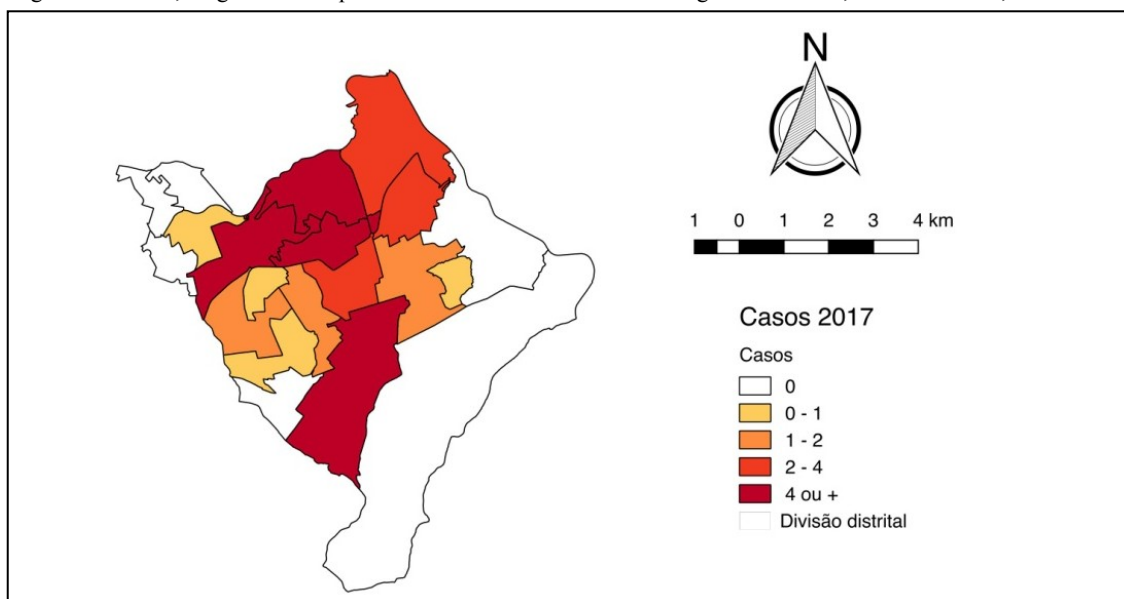 N
1 0 1 2 3 4 km
Casos 2017
Casos
0
0 - 1
1 - 2
2 - 4
4 ou +
Divisão distrital